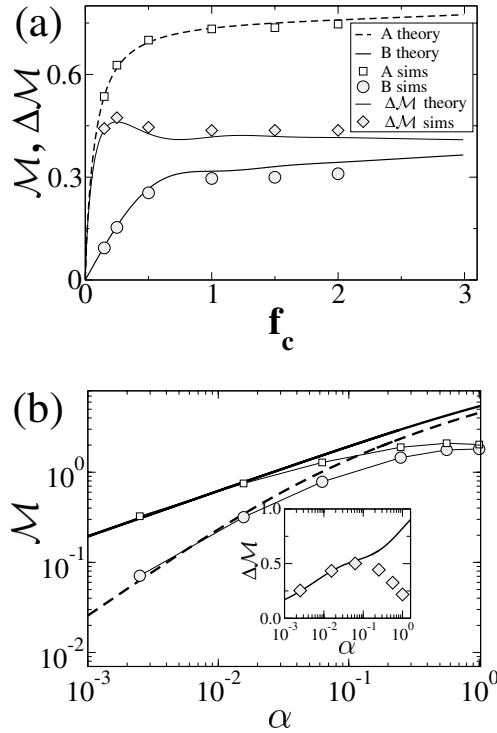 (a)
0.6
0.3
0
ℳ, Δℳ
A theory
B theory
A sims
B sims
Δℳ theory
Δℳ sims
0 1 2 3
f_c
(b)
10^0
10^-1
10^-2
ℳ
1.0
0.5
0.0
Δℳ
10^-3 10^-2 10^-1 10^0
α
10^-3 10^-2 10^-1 10^0
α